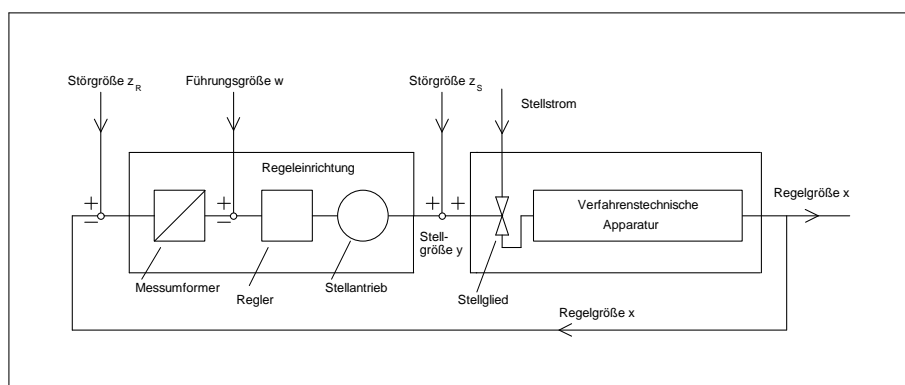 Störgröße z_R
Führungsgröße w
Störgröße z_S
Stellstrom
Regeleinrichtung
+
−
+
−
+ +
Verfahrenstechnische
Apparatur
Regelgröße x
Stell-
größe y
Messumformer
Regler
Stellantrieb
Stellglied
Regelgröße x